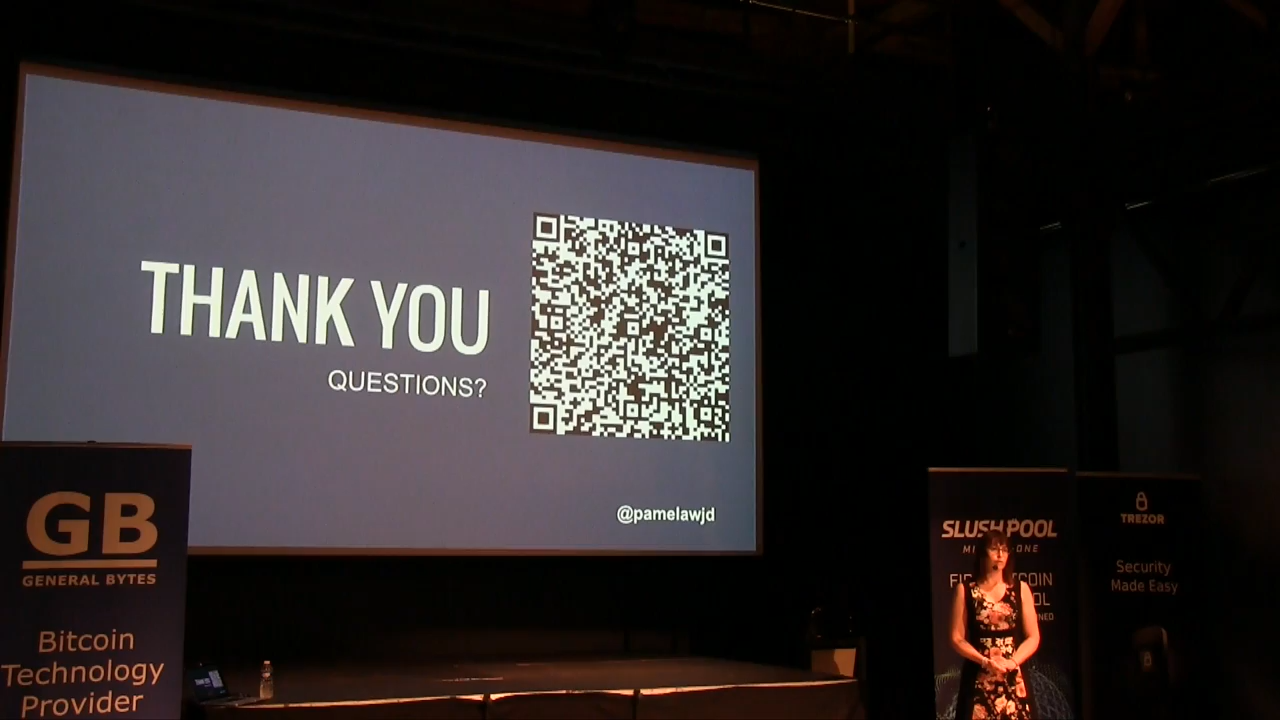 THANK YOU
QUESTIONS?
@pamelawjd
GB
GENERAL BYTES
Bitcoin
Technology
Provider
SLUSH POOL
TREZOR
Security
Made Easy